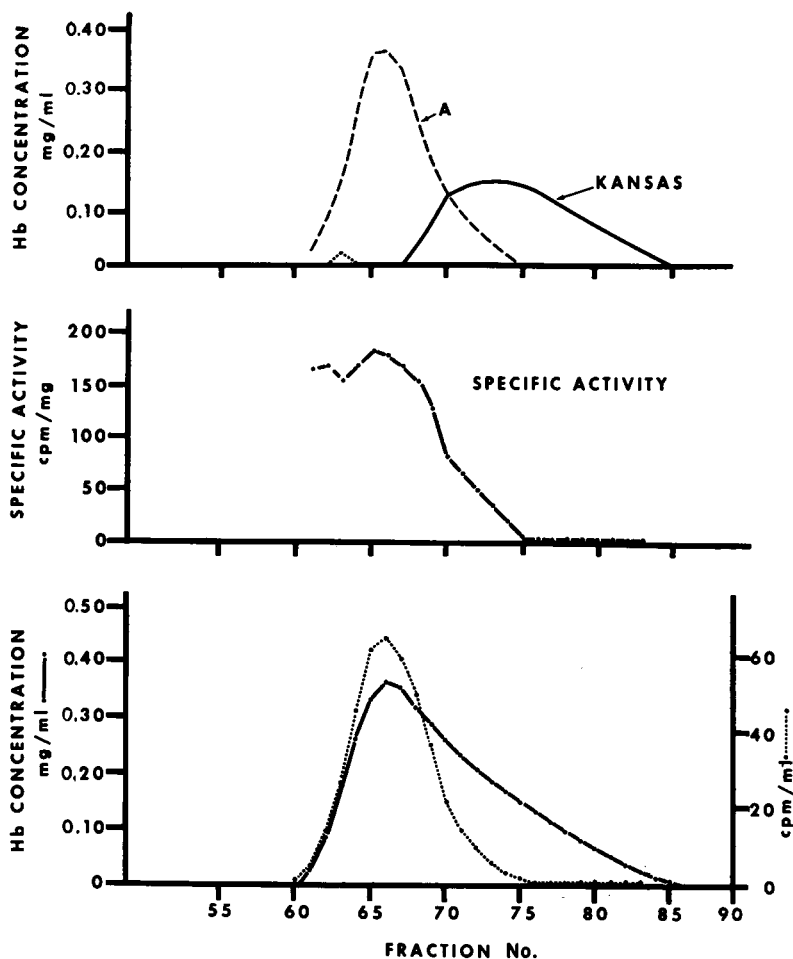 Hb CONCENTRATION
mg/ml
0.40
0.30
0.20
0.10
0
A
KANSAS
SPECIFIC ACTIVITY
cpm/mg
200
150
100
50
0
SPECIFIC ACTIVITY
Hb CONCENTRATION
mg/ml
0.50
0.40
0.30
0.20
0.10
0
60
40
20
0
cpm/ml
55 60 65 70 75 80 85 90
FRACTION No.